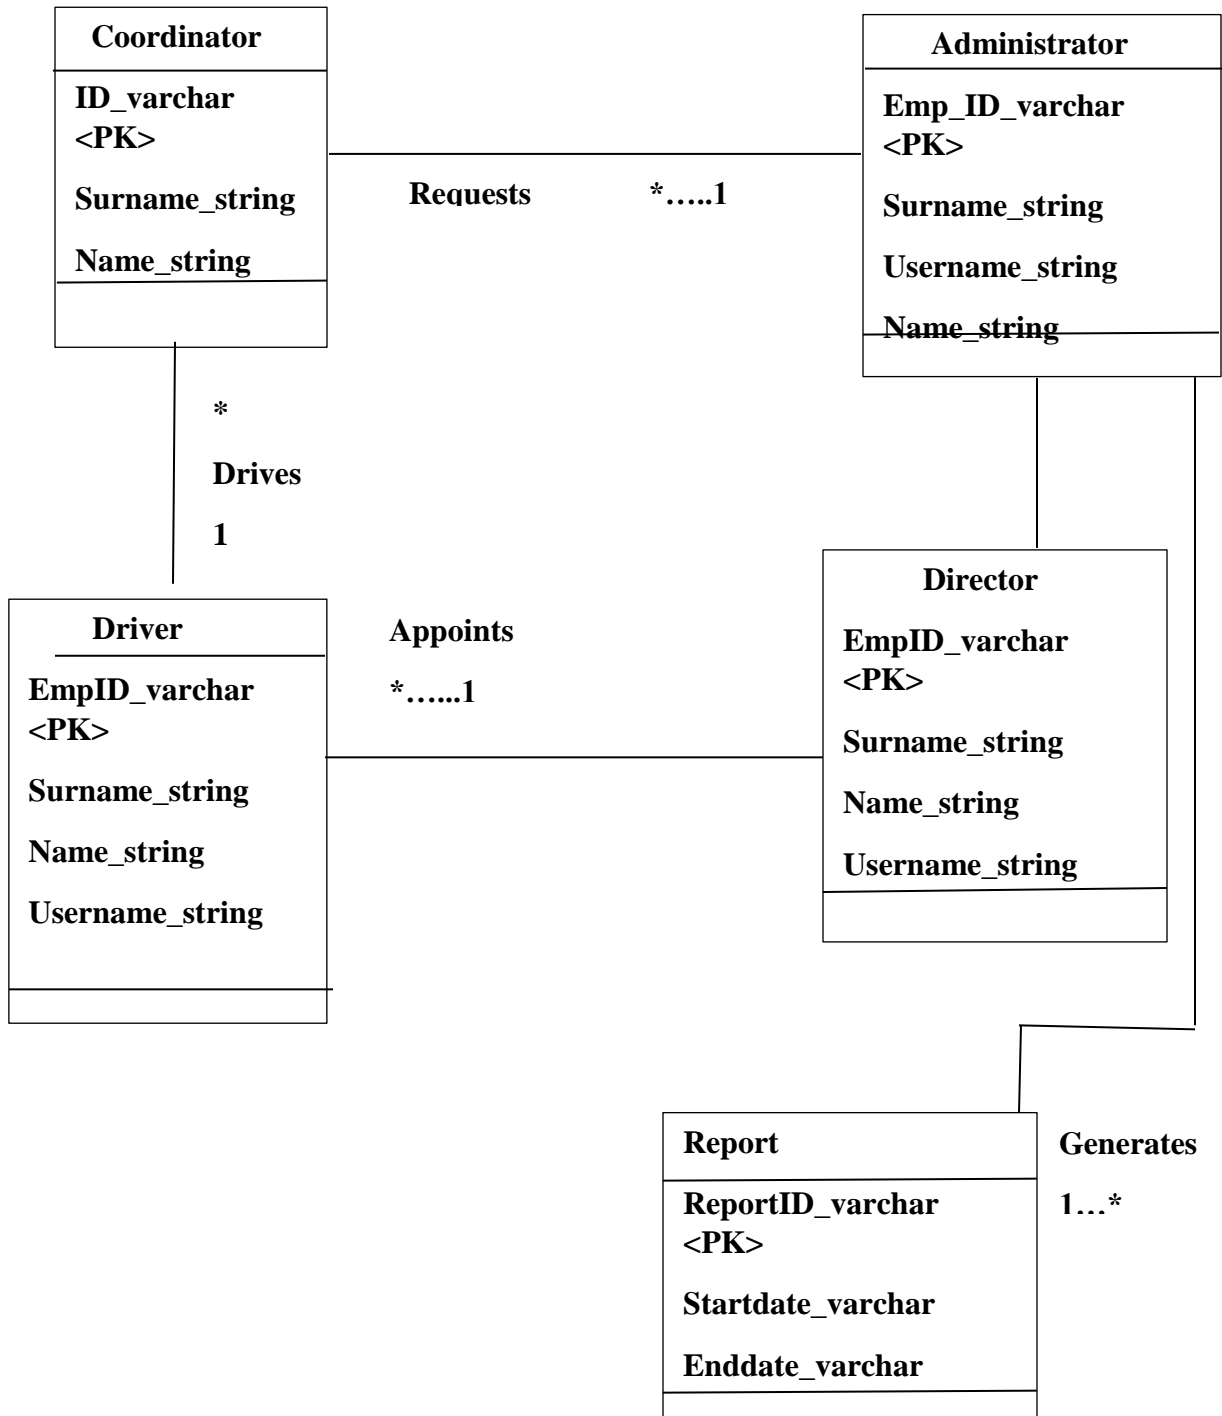 Coordinator
ID_varchar
<PK>
Surname_string
Name_string
Requests *…..1
Administrator
Emp_ID_varchar
<PK>
Surname_string
Username_string
Name_string
*
Drives
1
Driver
EmpID_varchar
<PK>
Surname_string
Name_string
Username_string
Appoints
*…...1
Director
EmpID_varchar
<PK>
Surname_string
Name_string
Username_string
Report
ReportID_varchar
<PK>
Startdate_varchar
Enddate_varchar
Generates
1…*